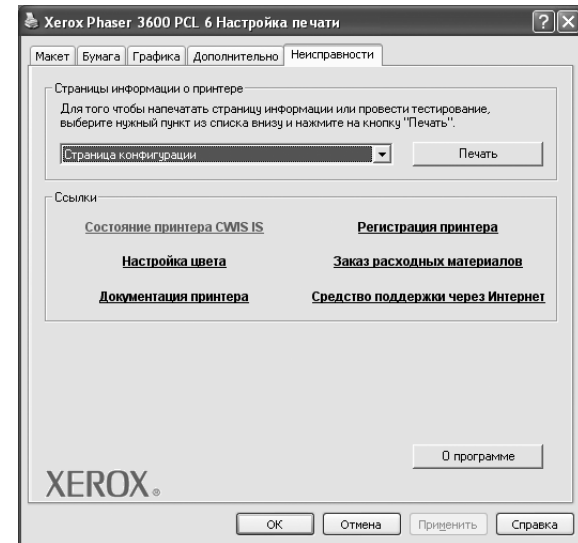 Xerox Phaser 3600 PCL 6 Настройка печати
Макет Бумага Графика Дополнительно Неисправности
Страницы информации о принтере
Для того чтобы напечатать страницу информации или провести тестирование,
выберите нужный пункт из списка внизу и нажмите на кнопку "Печать".
Страница конфигурации Печать
Ссылки
Состояние принтера CWIS IS Регистрация принтера
Настройка цвета Заказ расходных материалов
Документация принтера Средство поддержки через Интернет
О программе
XEROX®
OK Отмена Применить Справка